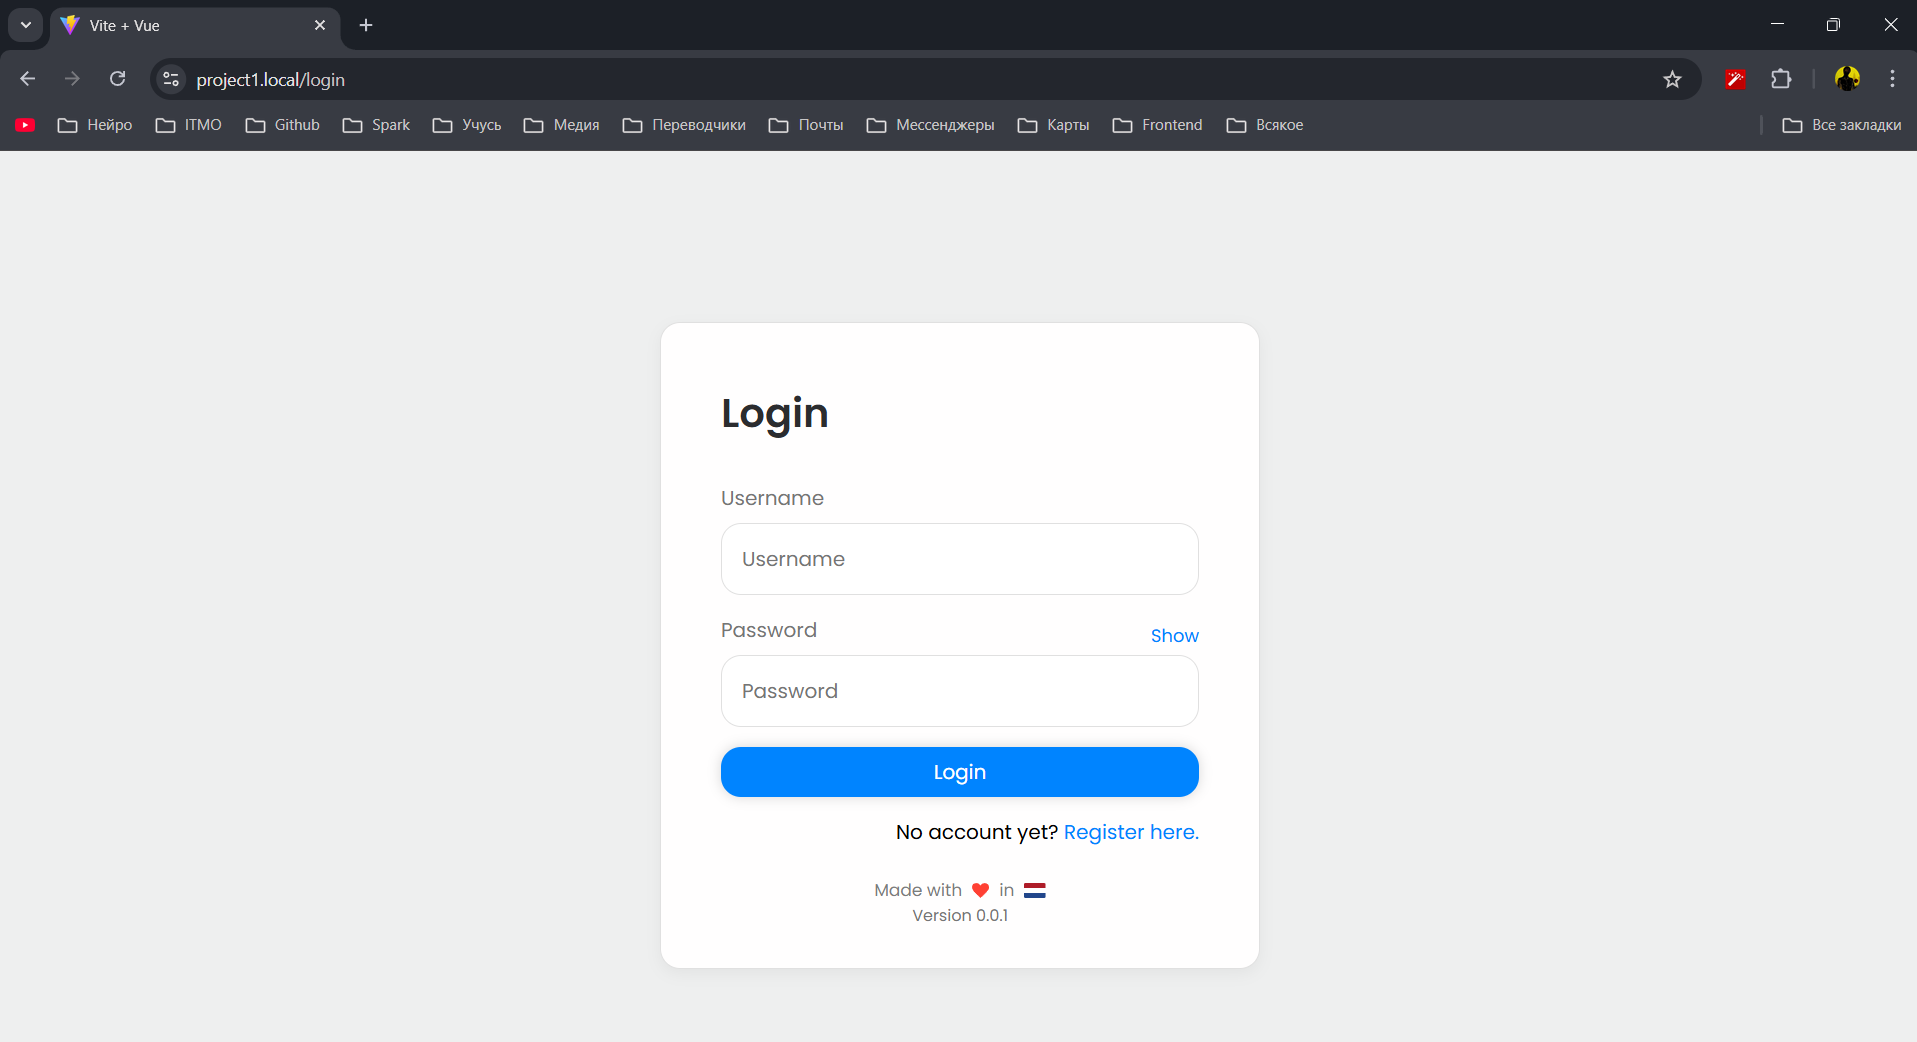 Vite + Vue
project1.local/login
Нейро ITMO Github Spark Учусь Медия Переводчики Почты Мессенджеры Карты Frontend Всякое Все закладки
Login
Username
Username
Password Show
Password
Login
No account yet? Register here.
Made with ❤️ in 🇳🇱
Version 0.0.1